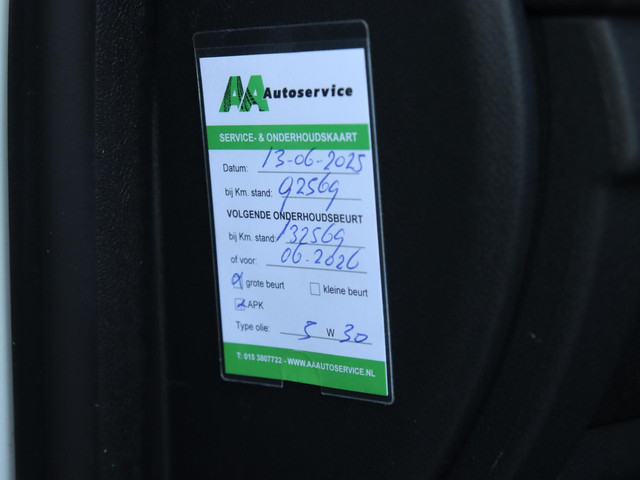 AA Autoservice
SERVICE- & ONDERHOUDSKAART
Datum: 13-06-2025
bij Km. stand: 92569
VOLGENDE ONDERHOUDSBEURT
bij Km. stand: 132569
of voor: 06-2026
grote beurt kleine beurt
APK
Type olie: 5 W 30
T: 015 3807722 - WWW.AAAUTOSERVICE.NL